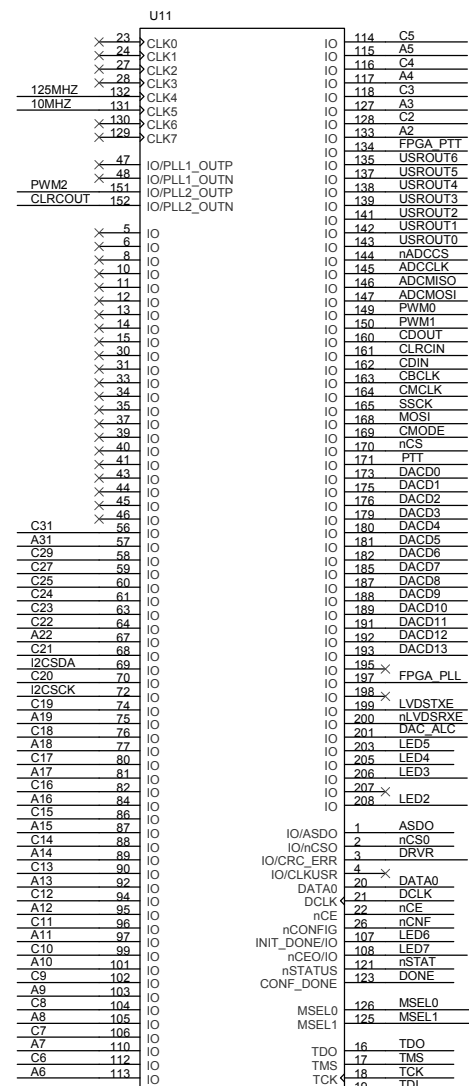 U11
23 CLK0
24 CLK1
27 CLK2
28 CLK3
125MHZ 132 CLK4
10MHZ 131 CLK5
130 CLK6
129 CLK7
47 IO/PLL1_OUTP
48 IO/PLL1_OUTN
PWM2 151 IO/PLL2_OUTP
CLRCOUT 152 IO/PLL2_OUTN
5 IO
6 IO
8 IO
10 IO
11 IO
12 IO
13 IO
14 IO
15 IO
30 IO
31 IO
33 IO
34 IO
35 IO
37 IO
39 IO
40 IO
41 IO
43 IO
44 IO
45 IO
46 IO
C31 56 IO
A31 57 IO
C29 58 IO
C27 59 IO
C25 60 IO
C24 61 IO
C23 63 IO
C22 64 IO
A22 67 IO
C21 68 IO
I2CSDA 69 IO
C20 70 IO
I2CSCK 72 IO
C19 74 IO
A19 75 IO
C18 76 IO
A18 77 IO
C17 80 IO
A17 81 IO
C16 82 IO
A16 84 IO
C15 86 IO
A15 87 IO
C14 88 IO
A14 89 IO
C13 90 IO
A13 92 IO
C12 94 IO
A12 95 IO
C11 96 IO
A11 97 IO
C10 99 IO
A10 101 IO
C9 102 IO
A9 103 IO
C8 104 IO
A8 105 IO
C7 106 IO
A7 110 IO
C6 112 IO
A6 113 IO
IO 114 C5
IO 115 A5
IO 116 C4
IO 117 A4
IO 118 C3
IO 127 A3
IO 128 C2
IO 133 A2
IO 134 FPGA_PTT
IO 135 USROUT6
IO 137 USROUT5
IO 138 USROUT4
IO 139 USROUT3
IO 141 USROUT2
IO 142 USROUT1
IO 143 USROUT0
IO 144 nADCCS
IO 145 ADCCLK
IO 146 ADCMISO
IO 147 ADCMOSI
IO 149 PWM0
IO 150 PWM1
IO 160 CDOUT
IO 161 CLRCIN
IO 162 CDIN
IO 163 CBCLK
IO 164 CMCLK
IO 165 SSCK
IO 168 MOSI
IO 169 CMODE
IO 170 nCS
IO 171 PTT
IO 173 DACD0
IO 175 DACD1
IO 176 DACD2
IO 179 DACD3
IO 180 DACD4
IO 181 DACD5
IO 182 DACD6
IO 185 DACD7
IO 187 DACD8
IO 188 DACD9
IO 189 DACD10
IO 191 DACD11
IO 192 DACD12
IO 193 DACD13
IO 195
IO 197 FPGA_PLL
IO 198
IO 199 LVDSTXE
IO 200 nLVDSRXE
IO 201 DAC_ALC
IO 203 LED5
IO 205 LED4
IO 206 LED3
IO 207
IO 208 LED2
IO/ASDO 1 ASDO
IO/nCSO 2 nCS0
IO/CRC_ERR 3 DRVR
IO/CLKUSR 4
DATA0 20 DATA0
DCLK 21 DCLK
nCE 22 nCE
nCONFIG 26 nCNF
INIT_DONE/IO 107 LED6
nCEO/IO 108 LED7
nSTATUS 121 nSTAT
CONF_DONE 123 DONE
MSEL0 126 MSEL0
MSEL1 125 MSEL1
TDO 16 TDO
TMS 17 TMS
TCK 18 TCK